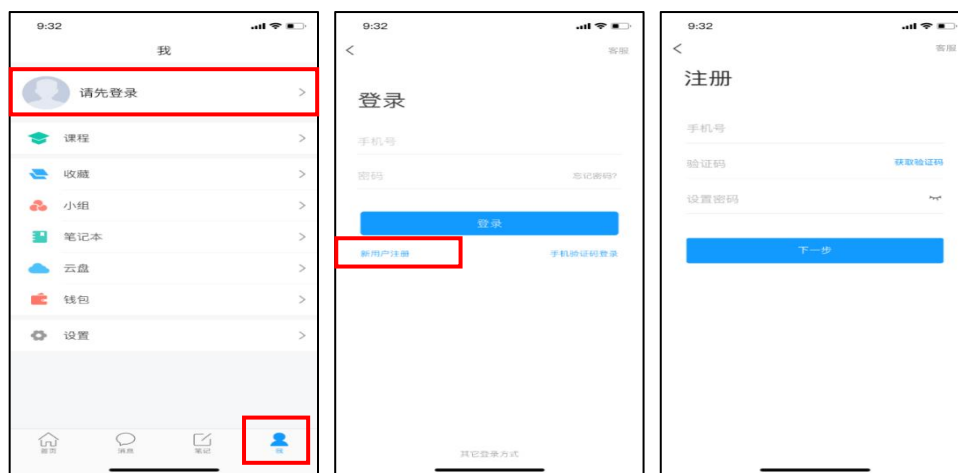 9:32
我
请先登录
课程
收藏
小组
笔记本
云盘
钱包
设置
首页
消息
笔记
我
9:32
客服
登录
手机号
密码
忘记密码?
登录
新用户注册
手机验证码登录
其它登录方式
9:32
客服
注册
手机号
验证码
获取验证码
设置密码
下一步